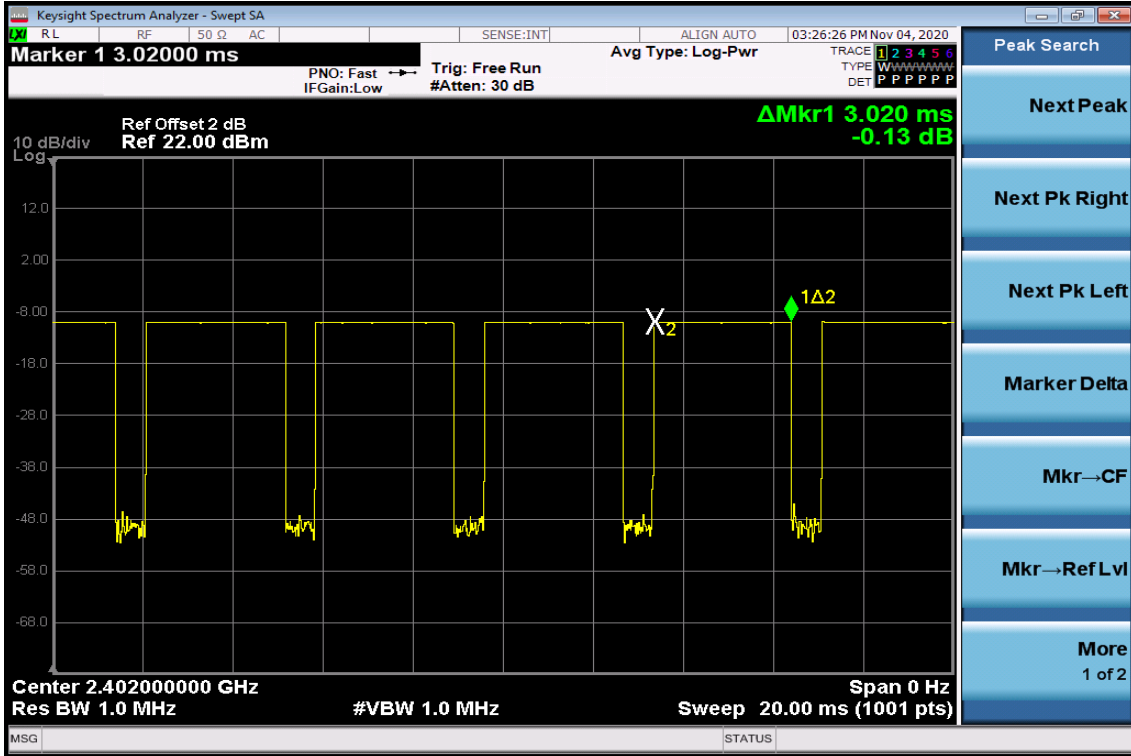 Keysight Spectrum Analyzer - Swept SA
LXI RL RF 50 Ω AC SENSE:INT ALIGN AUTO 03:26:26 PM Nov 04, 2020
Marker 1 3.02000 ms
PNO: Fast
IFGain:Low
Trig: Free Run
#Atten: 30 dB
Avg Type: Log-Pwr
TRACE 1 2 3 4 5 6
TYPE WWWWWW
DET P P P P P P
Peak Search
Next Peak
Next Pk Right
Next Pk Left
Marker Delta
Mkr→CF
Mkr→Ref Lvl
More
1 of 2
ΔMkr1 3.020 ms
-0.13 dB
Ref Offset 2 dB
10 dB/div Ref 22.00 dBm
Log
12.0
2.00
-8.00
-18.0
-28.0
-38.0
-48.0
-58.0
-68.0
X2
1Δ2
Center 2.402000000 GHz Span 0 Hz
Res BW 1.0 MHz #VBW 1.0 MHz Sweep 20.00 ms (1001 pts)
MSG STATUS